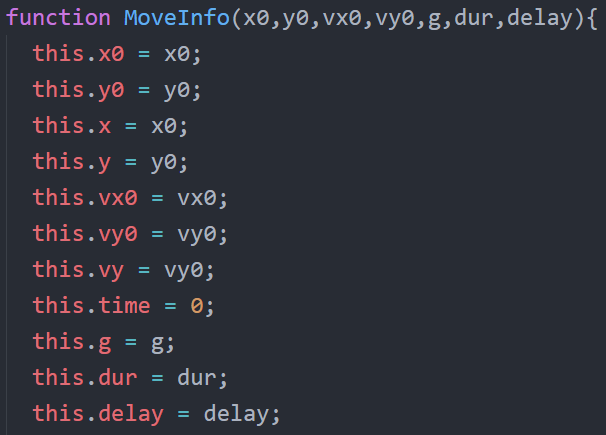 function MoveInfo(x0,y0,vx0,vy0,g,dur,delay){
this.x0 = x0;
this.y0 = y0;
this.x = x0;
this.y = y0;
this.vx0 = vx0;
this.vy0 = vy0;
this.vy = vy0;
this.time = 0;
this.g = g;
this.dur = dur;
this.delay = delay;